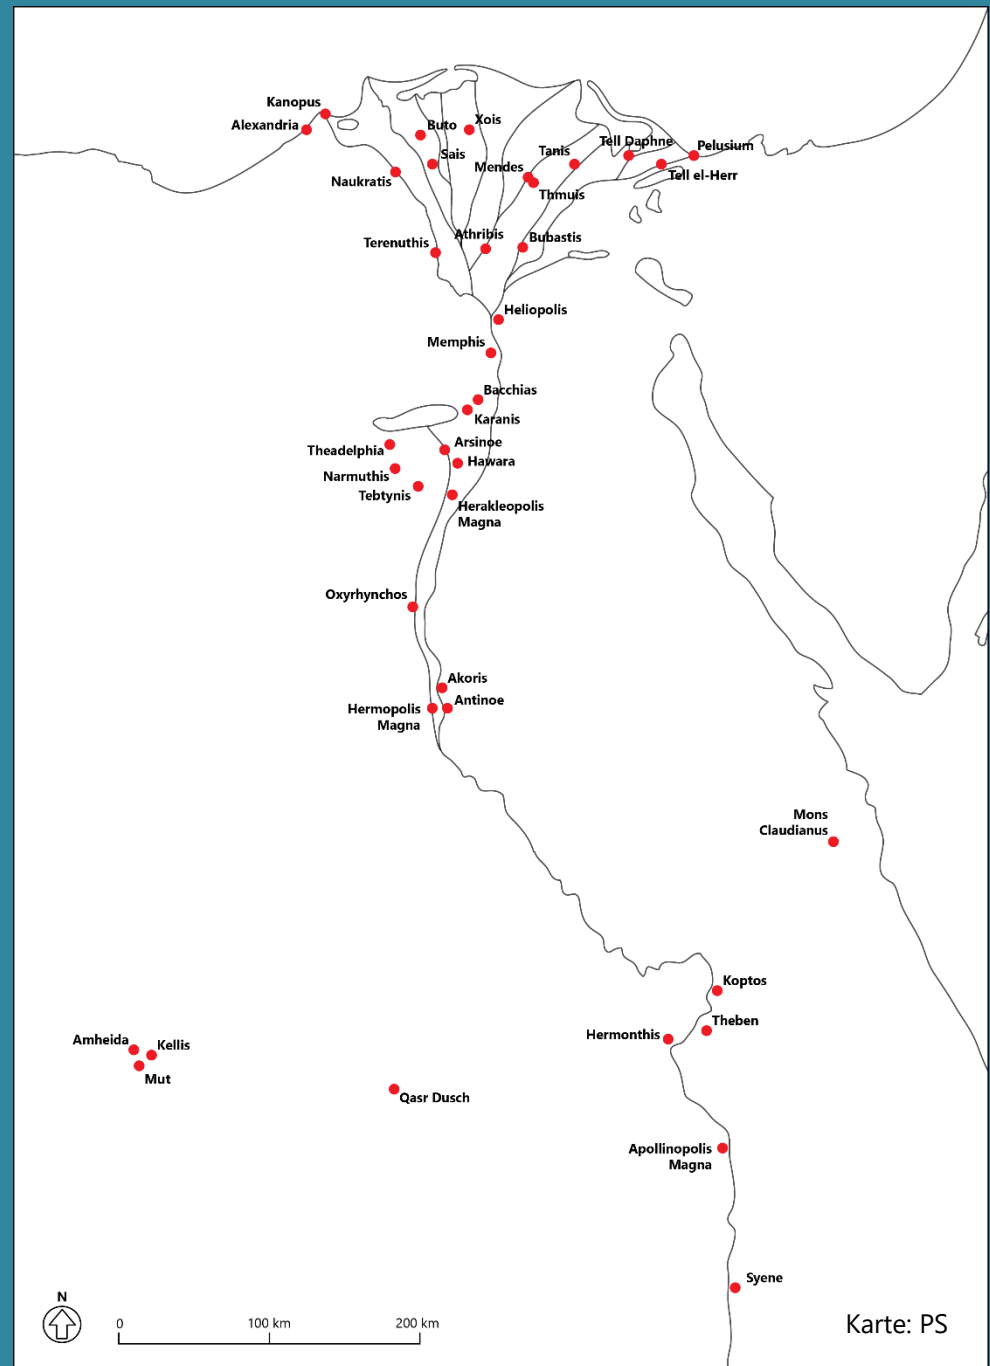 Kanopus
Alexandria
Buto
Xois
Sais
Naukratis
Tanis
Tell Daphne
Pelusium
Mendes
Tell el-Herr
Thmuis
Terenuthis
Athribis
Bubastis
Heliopolis
Memphis
Bacchias
Karanis
Theadelphia
Arsinoe
Hawara
Narmuthis
Tebtynis
Herakleopolis
Magna
Oxyrhynchos
Akoris
Antinoe
Hermopolis
Magna
Mons
Claudianus
Koptos
Theben
Hermonthis
Amheida
Kellis
Mut
Qasr Dusch
Apollinopolis
Magna
Syene
N
0
100 km
200 km
Karte: PS